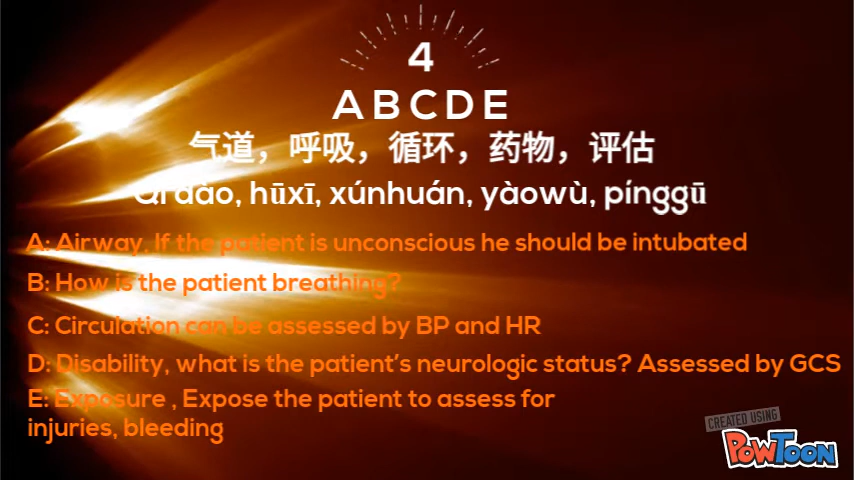 4
A B C D E
气道，呼吸，循环，药物，评估
Qì dào, hūxī, xúnhuán, yàowù, pínggū
A: Airway, If the patient is unconscious he should be intubated
B: How is the patient breathing?
C: Circulation can be assessed by BP and HR
D: Disability, what is the patient’s neurologic status? Assessed by GCS
E: Exposure , Expose the patient to assess for
injuries, bleeding
CREATED USING
POWTOON